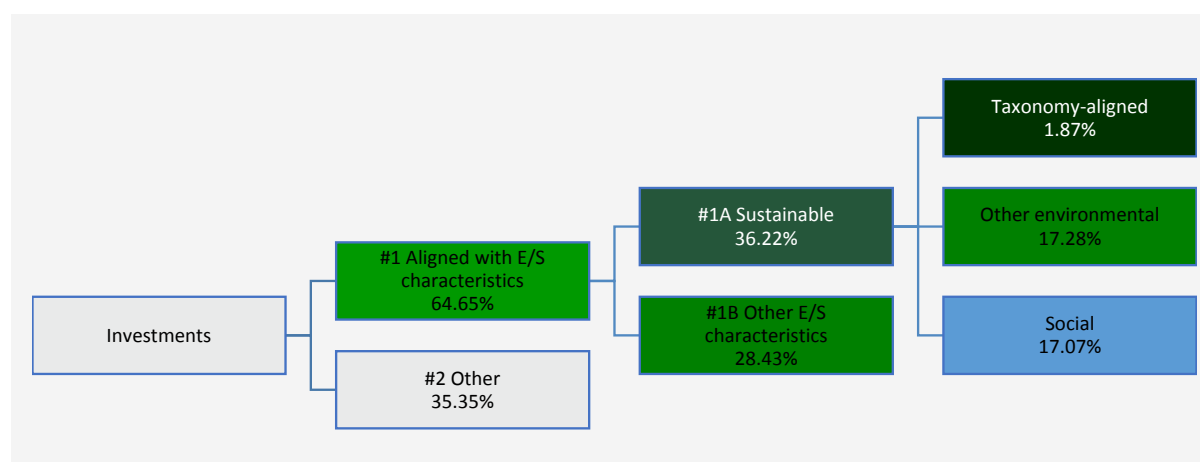 Investments
#1 Aligned with E/S
characteristics
64.65%
#2 Other
35.35%
#1A Sustainable
36.22%
#1B Other E/S
characteristics
28.43%
Taxonomy-aligned
1.87%
Other environmental
17.28%
Social
17.07%